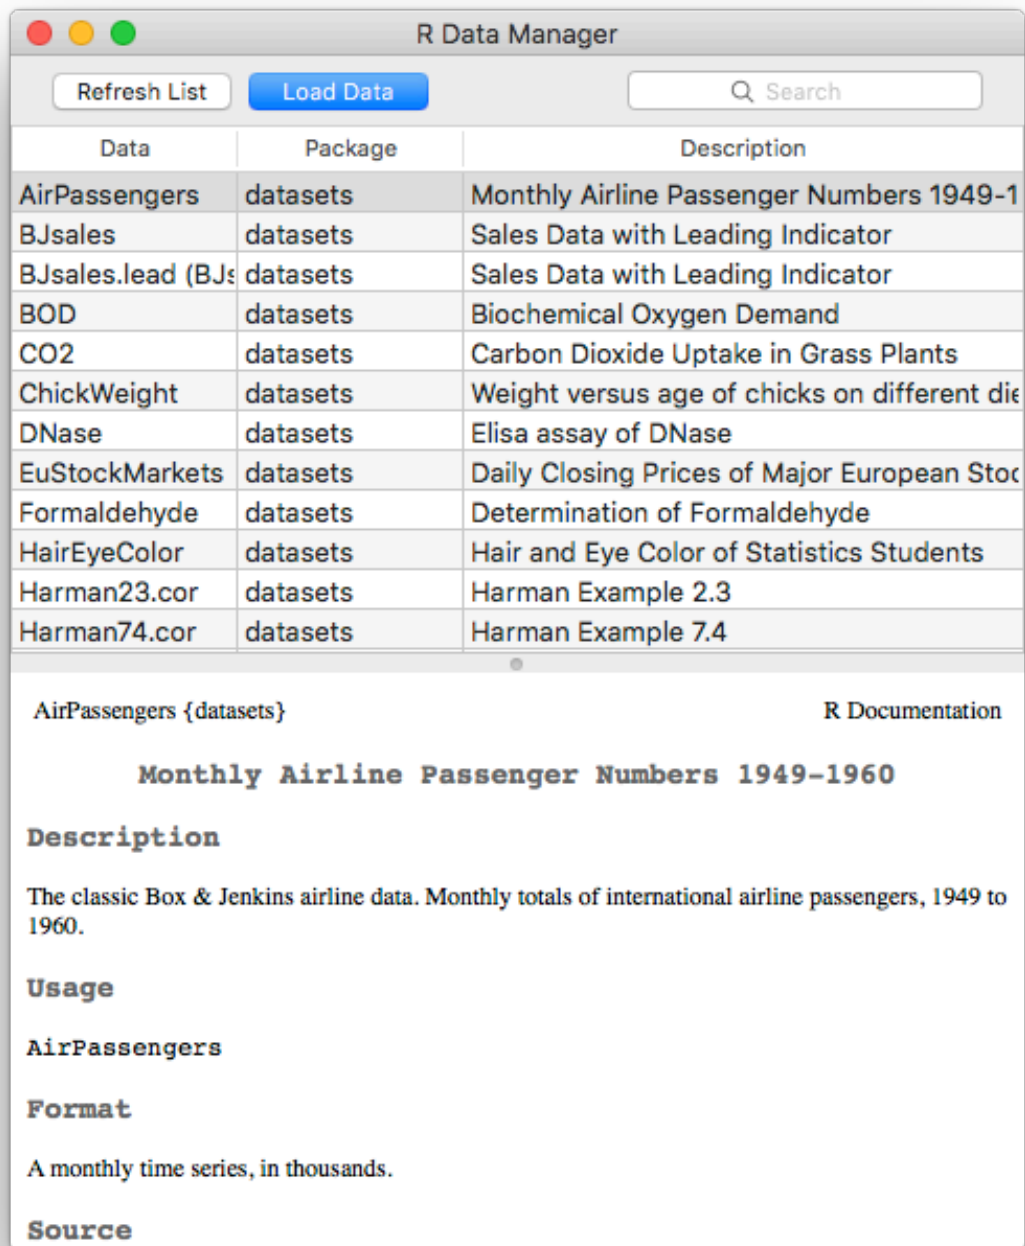 R Data Manager
Refresh List Load Data Search
Data Package Description
AirPassengers datasets Monthly Airline Passenger Numbers 1949-1
BJsales datasets Sales Data with Leading Indicator
BJsales.lead (BJs datasets Sales Data with Leading Indicator
BOD datasets Biochemical Oxygen Demand
CO2 datasets Carbon Dioxide Uptake in Grass Plants
ChickWeight datasets Weight versus age of chicks on different die
DNase datasets Elisa assay of DNase
EuStockMarkets datasets Daily Closing Prices of Major European Stoc
Formaldehyde datasets Determination of Formaldehyde
HairEyeColor datasets Hair and Eye Color of Statistics Students
Harman23.cor datasets Harman Example 2.3
Harman74.cor datasets Harman Example 7.4
AirPassengers {datasets} R Documentation
Monthly Airline Passenger Numbers 1949-1960
Description
The classic Box & Jenkins airline data. Monthly totals of international airline passengers, 1949 to
1960.
Usage
AirPassengers
Format
A monthly time series, in thousands.
Source